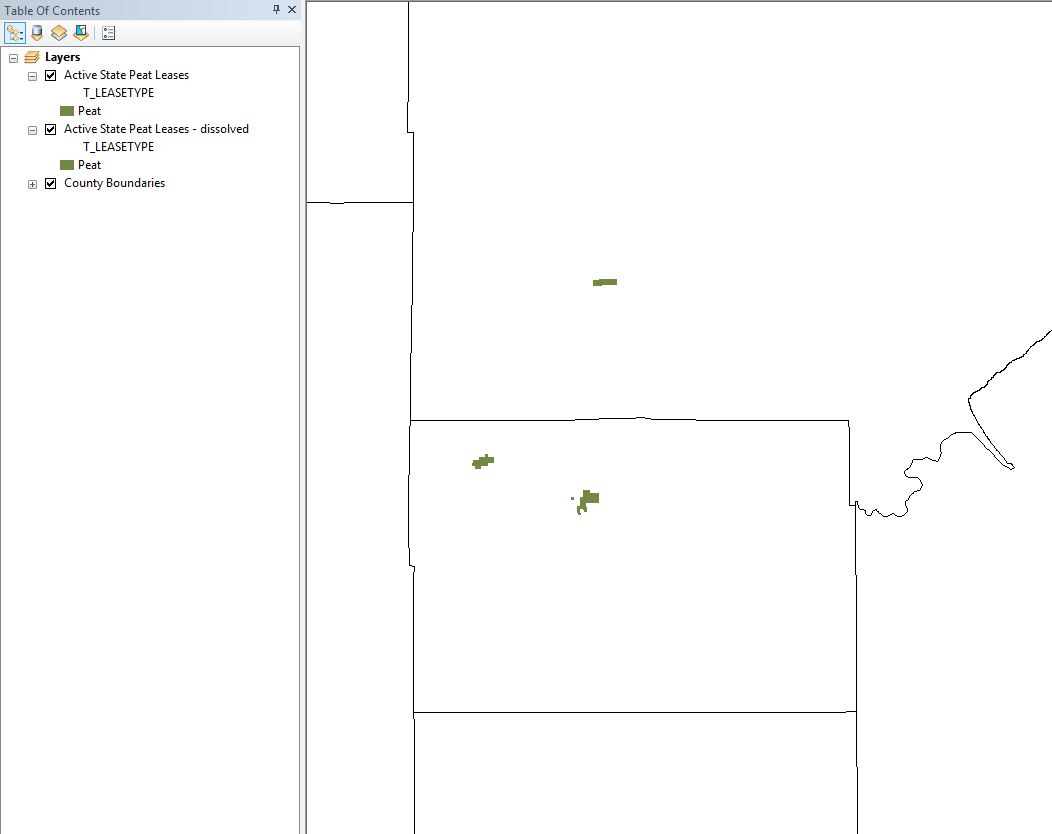 Table Of Contents
Layers
Active State Peat Leases
T_LEASETYPE
Peat
Active State Peat Leases - dissolved
T_LEASETYPE
Peat
County Boundaries